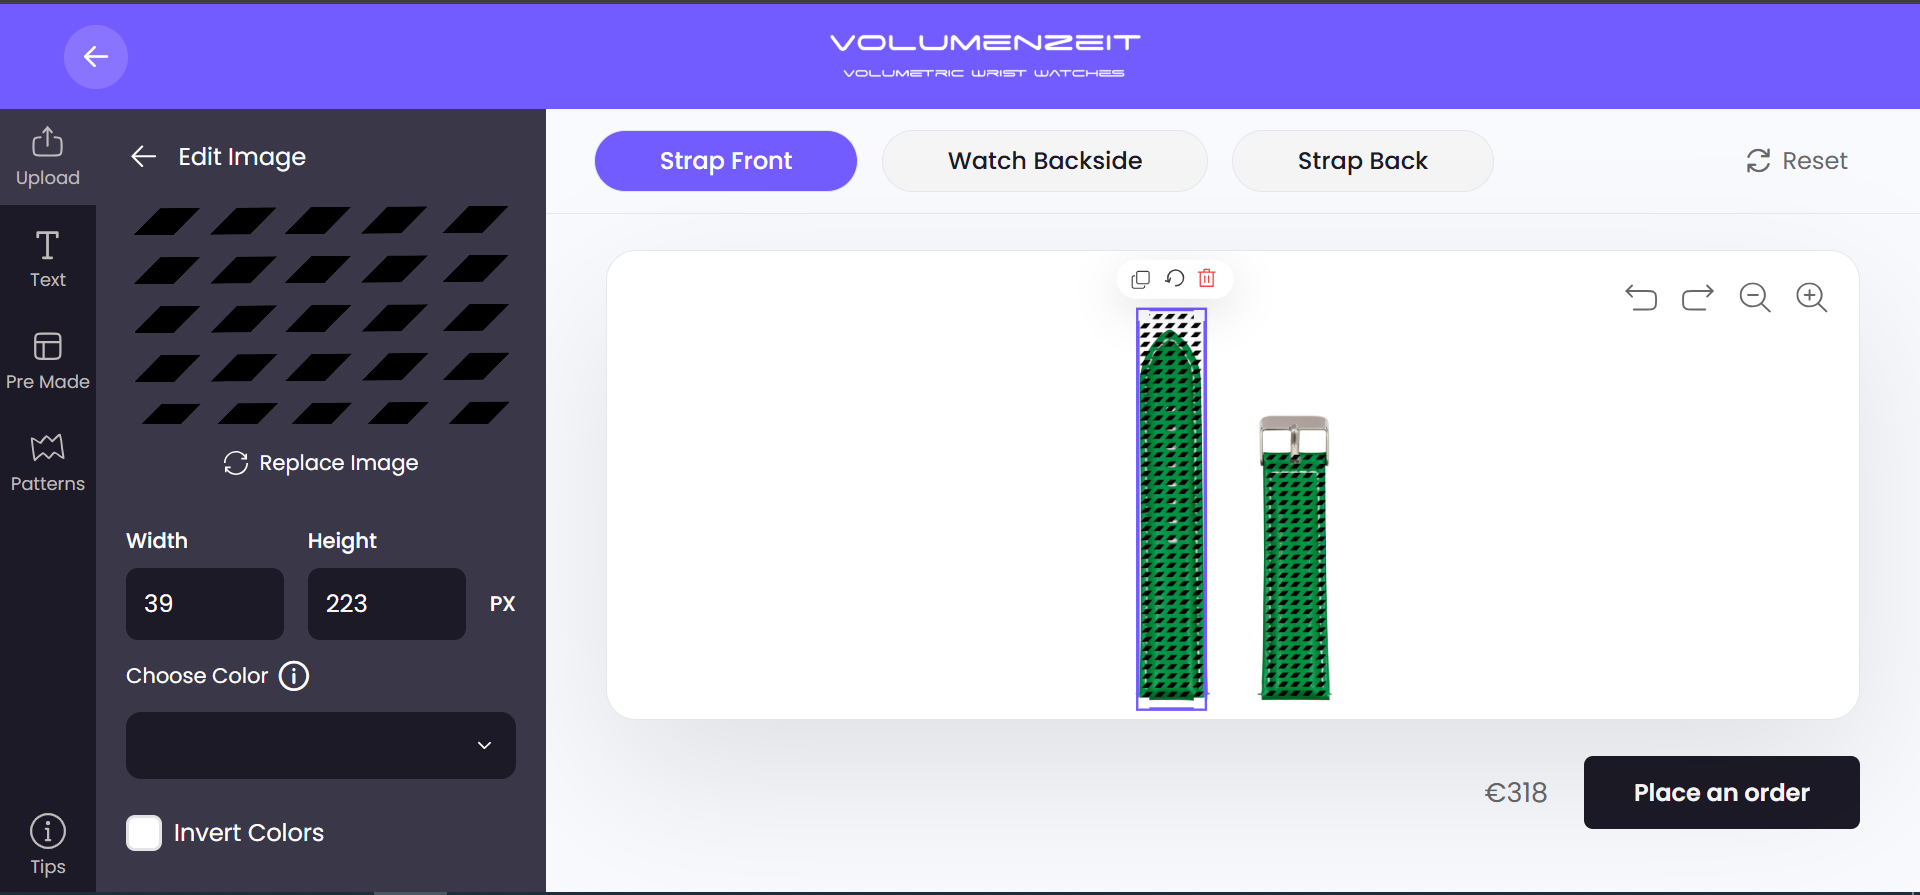 VOLUMENZEIT
VOLUMETRIC WRIST WATCHES
Upload
Text
Pre Made
Patterns
Tips
Edit Image
Replace Image
Width
Height
39
223
PX
Choose Color
Invert Colors
Strap Front
Watch Backside
Strap Back
Reset
€318
Place an order